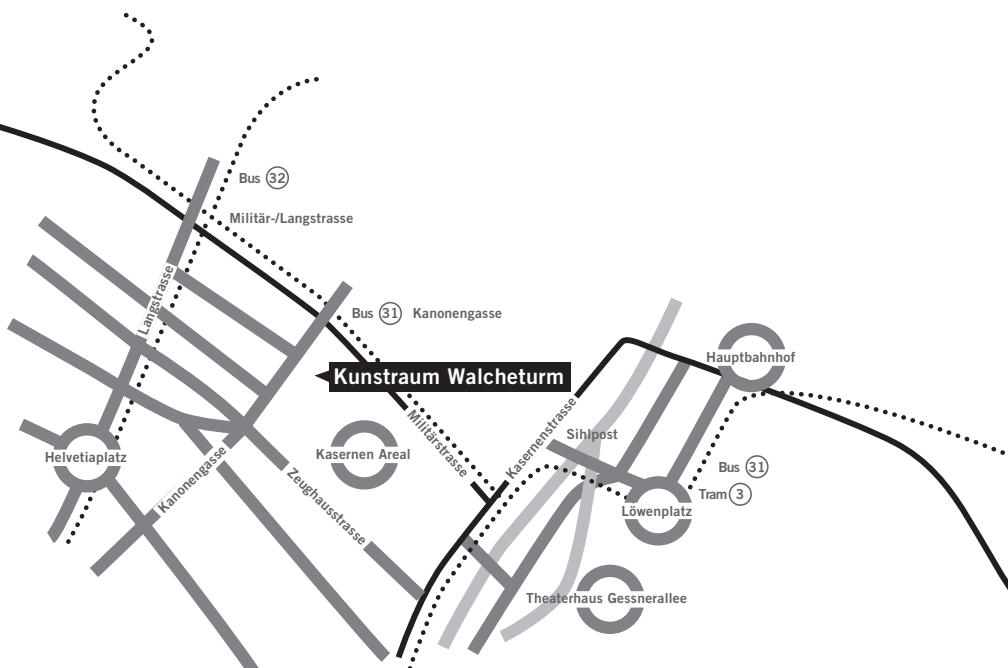 Bus 32
Militär-/Langstrasse
Langstrasse
Bus 31 Kanonengasse
Hauptbahnhof
Kunstraum Walcheturm
Kasernenstrasse
Militärstrasse
Sihlpost
Helvetiaplatz
Kasernen Areal
Kanonengasse
Zeughausstrasse
Bus 31
Tram 3
Löwenplatz
Theaterhaus Gessnerallee